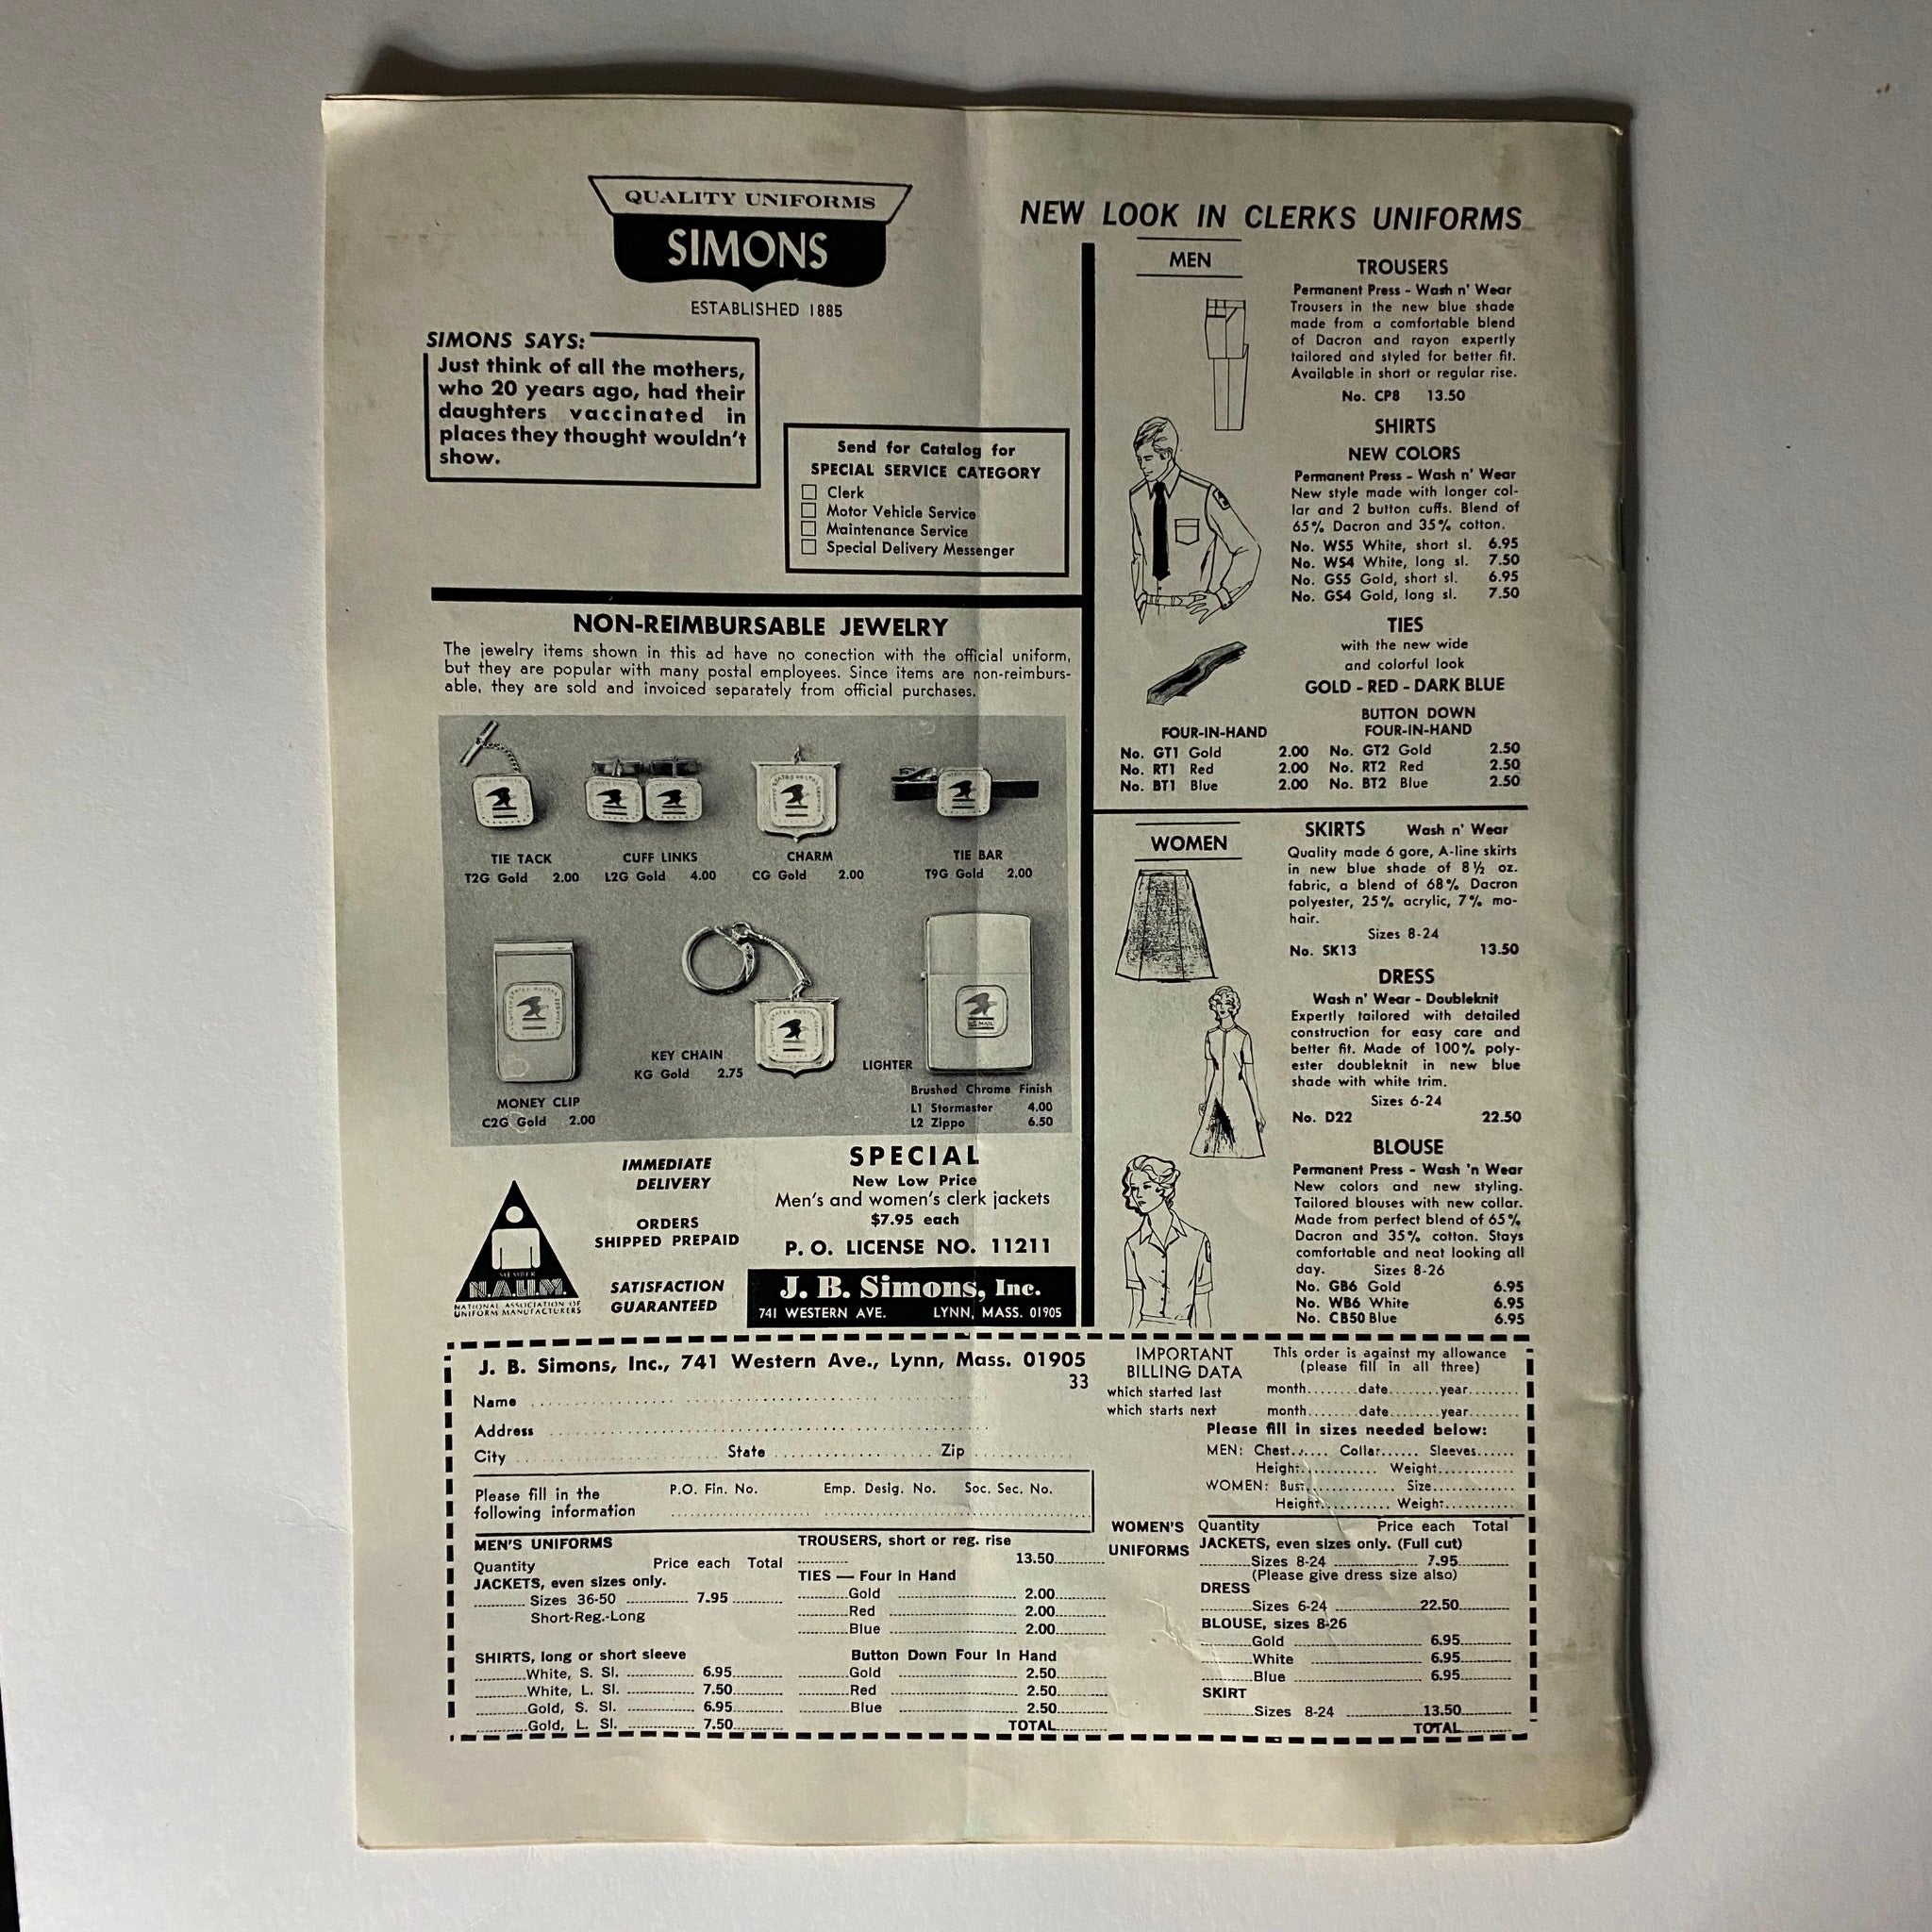 QUALITY UNIFORMS
SIMONS
ESTABLISHED 1885
SIMONS SAYS:
Just think of all the mothers,
who 20 years ago, had their
daughters vaccinated in
places they thought wouldn't
show.
Send for Catalog for
SPECIAL SERVICE CATEGORY
Clerk
Motor Vehicle Service
Maintenance Service
Special Delivery Messenger
NON-REIMBURSABLE JEWELRY
The jewelry items shown in this ad have no conection with the official uniform,
but they are popular with many postal employees. Since items are non-reimburs-
able, they are sold and invoiced separately from official purchases.
TIE TACK
T2G Gold 2.00
CUFF LINKS
L2G Gold 4.00
CHARM
CG Gold 2.00
TIE BAR
T9G Gold 2.00
MONEY CLIP
C2G Gold 2.00
KEY CHAIN
KG Gold 2.75
LIGHTER
Brushed Chrome Finish
L1 Stormaster 4.00
L2 Zippo 6.50
IMMEDIATE
DELIVERY
ORDERS
SHIPPED PREPAID
SATISFACTION
GUARANTEED
MEMBER
N.A.U.M.
NATIONAL ASSOCIATION OF
UNIFORM MANUFACTURERS
SPECIAL
New Low Price
Men's and women's clerk jackets
$7.95 each
P. O. LICENSE NO. 11211
J. B. Simons, Inc.
741 WESTERN AVE. LYNN, MASS. 01905
NEW LOOK IN CLERKS UNIFORMS
MEN
TROUSERS
Permanent Press - Wash n' Wear
Trousers in the new blue shade
made from a comfortable blend
of Dacron and rayon expertly
tailored and styled for better fit.
Available in short or regular rise.
No. CP8 13.50
SHIRTS
NEW COLORS
Permanent Press - Wash n' Wear
New style made with longer col-
lar and 2 button cuffs. Blend of
65% Dacron and 35% cotton.
No. WS5 White, short sl. 6.95
No. WS4 White, long sl. 7.50
No. GS5 Gold, short sl. 6.95
No. GS4 Gold, long sl. 7.50
TIES
with the new wide
and colorful look
GOLD - RED - DARK BLUE
FOUR-IN-HAND
No. GT1 Gold 2.00
No. RT1 Red 2.00
No. BT1 Blue 2.00
BUTTON DOWN
FOUR-IN-HAND
No. GT2 Gold 2.50
No. RT2 Red 2.50
No. BT2 Blue 2.50
WOMEN
SKIRTS Wash n' Wear
Quality made 6 gore, A-line skirts
in new blue shade of 8½ oz.
fabric, a blend of 68% Dacron
polyester, 25% acrylic, 7% mo-
hair.
Sizes 8-24
No. SK13 13.50
DRESS
Wash n' Wear - Doubleknit
Expertly tailored with detailed
construction for easy care and
better fit. Made of 100% poly-
ester doubleknit in new blue
shade with white trim.
Sizes 6-24
No. D22 22.50
BLOUSE
Permanent Press - Wash 'n Wear
New colors and new styling.
Tailored blouses with new collar.
Made from perfect blend of 65%
Dacron and 35% cotton. Stays
comfortable and neat looking all
day. Sizes 8-26
No. GB6 Gold 6.95
No. WB6 White 6.95
No. CB50 Blue 6.95
J. B. Simons, Inc., 741 Western Ave., Lynn, Mass. 01905
33
Name
Address
City State Zip
Please fill in the
following information
P.O. Fin. No. Emp. Desig. No. Soc. Sec. No.
IMPORTANT
BILLING DATA
This order is against my allowance
(please fill in all three)
which started last month........date........year........
which starts next month........date........year........
Please fill in sizes needed below:
MEN: Chest...... Collar...... Sleeves......
Height............ Weight............
WOMEN: Bust.............. Size.............
Height............ Weight...........
MEN'S UNIFORMS
Quantity Price each Total
JACKETS, even sizes only.
Sizes 36-50 7.95
Short-Reg.-Long
SHIRTS, long or short sleeve
White, S. Sl. 6.95
White, L. Sl. 7.50
Gold, S. Sl. 6.95
Gold, L. Sl. 7.50
TROUSERS, short or reg. rise
13.50
TIES — Four in Hand
Gold 2.00
Red 2.00
Blue 2.00
Button Down Four In Hand
Gold 2.50
Red 2.50
Blue 2.50
TOTAL
WOMEN'S
UNIFORMS
Quantity Price each Total
JACKETS, even sizes only. (Full cut)
Sizes 8-24 7.95
(Please give dress size also)
DRESS
Sizes 6-24 22.50
BLOUSE, sizes 8-26
Gold 6.95
White 6.95
Blue 6.95
SKIRT
Sizes 8-24 13.50
TOTAL